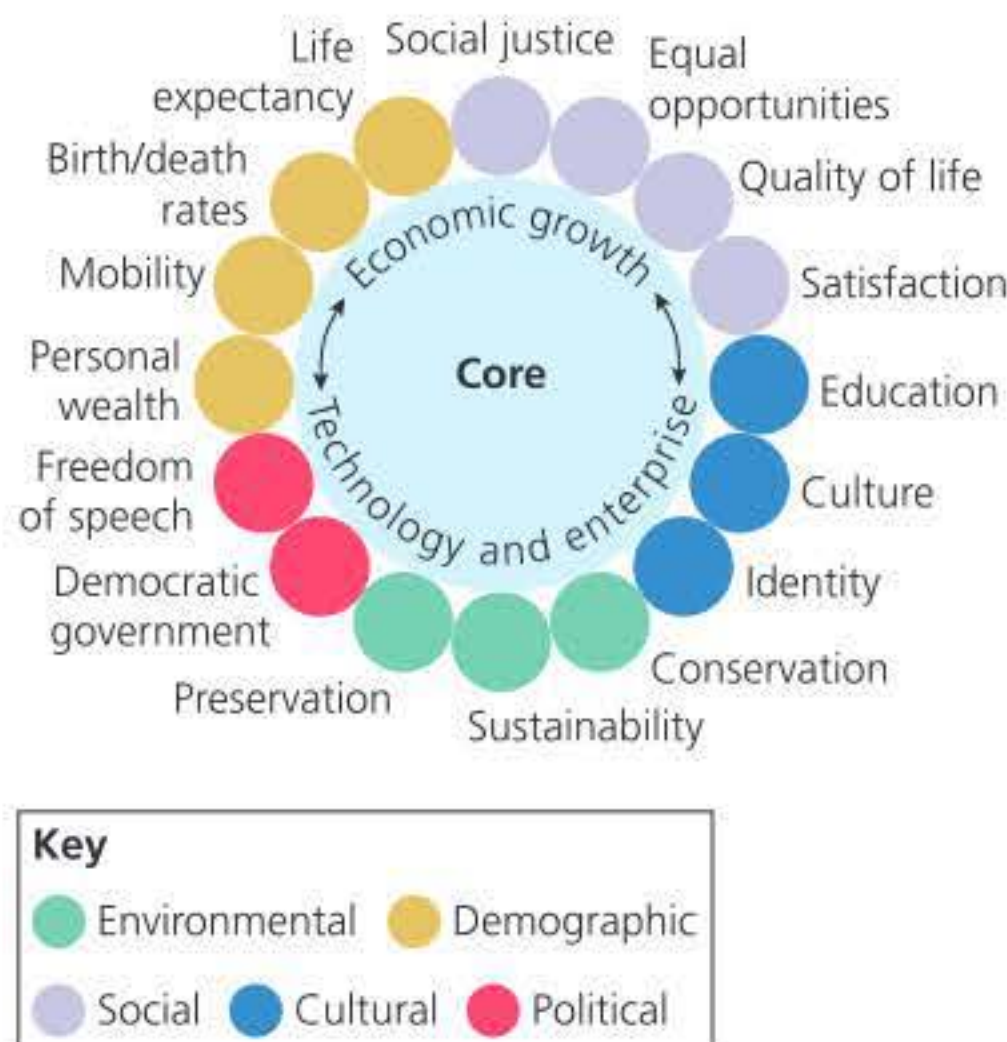 Social justice
Equal
opportunities
Quality of life
Satisfaction
Education
Culture
Identity
Conservation
Sustainability
Preservation
Democratic
government
Freedom
of speech
Personal
wealth
Mobility
Birth/death
rates
Life
expectancy
Economic growth
Core
Technology and enterprise
Key
Environmental
Demographic
Social
Cultural
Political